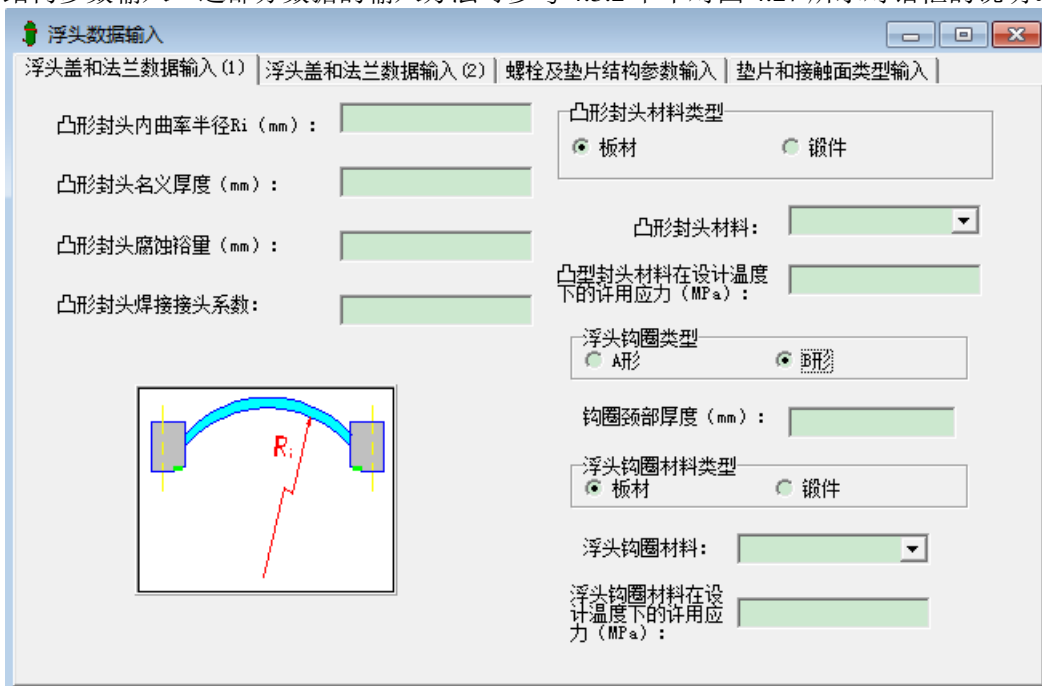 浮头数据输入
浮头盖和法兰数据输入(1) 浮头盖和法兰数据输入(2) 螺栓及垫片结构参数输入 垫片和接触面类型输入
凸形封头内曲率半径Ri(mm):
凸形封头名义厚度(mm):
凸形封头腐蚀裕量(mm):
凸形封头焊接接头系数:
Ri
凸形封头材料类型
板材 锻件
凸形封头材料:
凸型封头材料在设计温度
下的许用应力(MPa):
浮头钩圈类型
A形 B形
钩圈颈部厚度(mm):
浮头钩圈材料类型
板材 锻件
浮头钩圈材料:
浮头钩圈材料在设
计温度下的许用应
力(MPa):